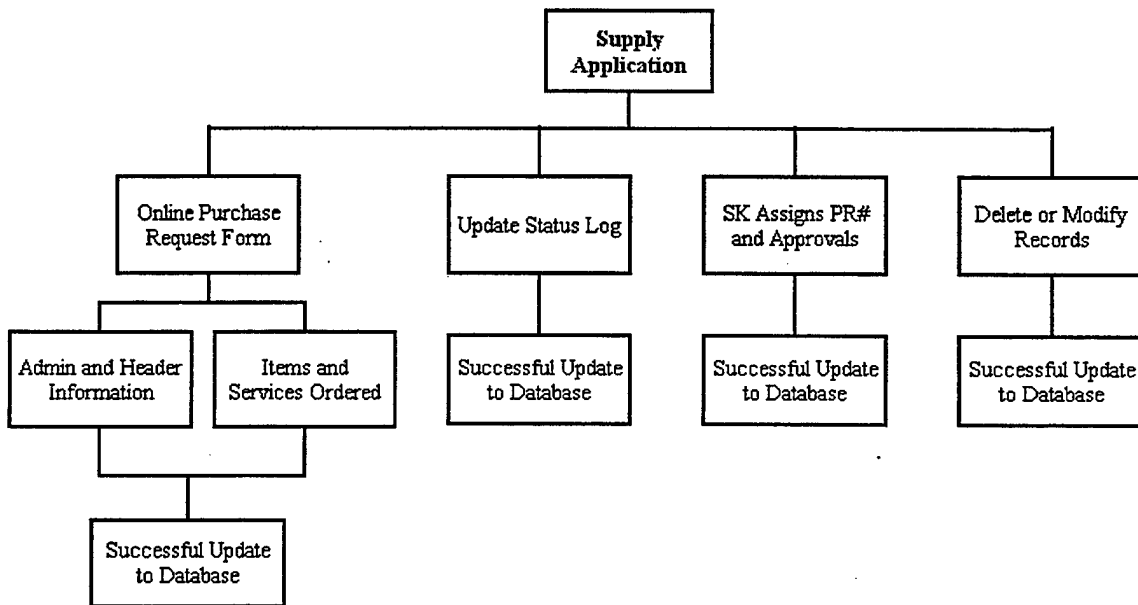 Supply
Application
Online Purchase
Request Form
Update Status Log
SK Assigns PR#
and Approvals
Delete or Modify
Records
Admin and Header
Information
Items and
Services Ordered
Successful Update
to Database
Successful Update
to Database
Successful Update
to Database
Successful Update
to Database